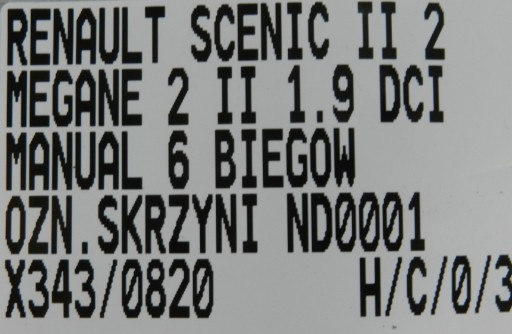 RENAULT SCENIC II 2
MEGANE 2 II 1.9 DCI
MANUAL 6 BIEGÓW
OZN.SKRZYNI ND0001
X343/0820 H/C/0/3